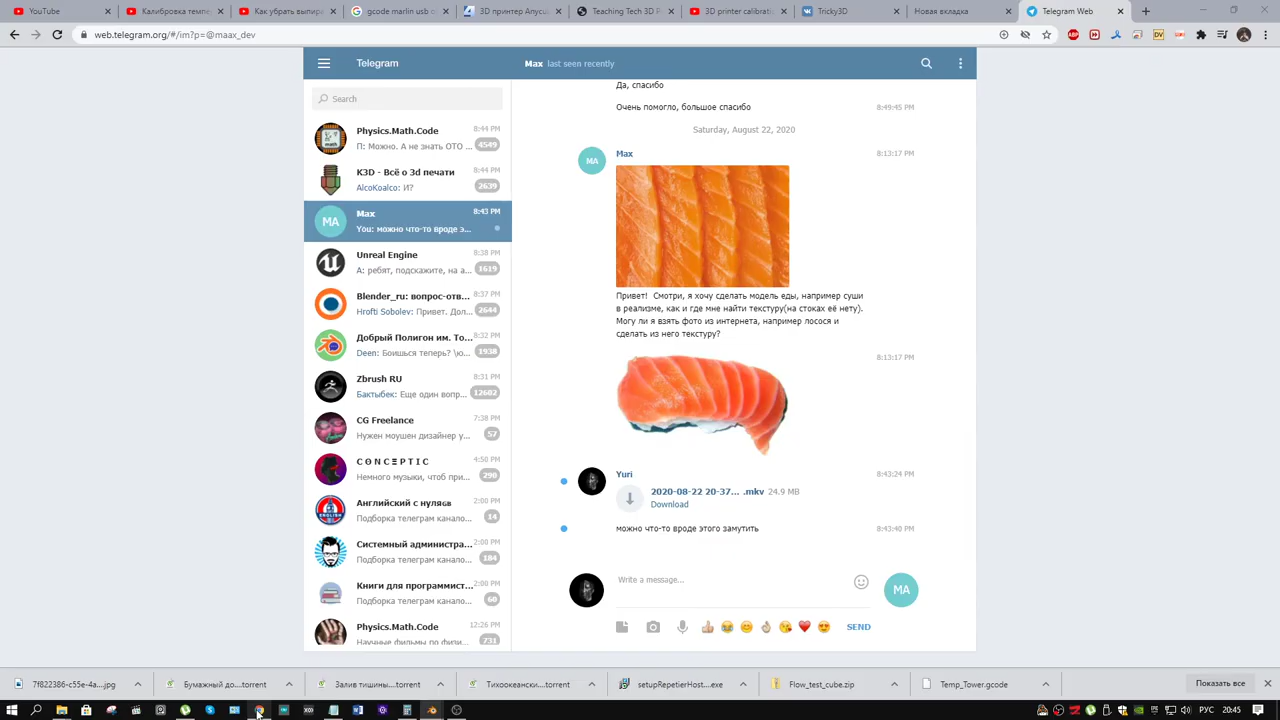 Калибровка темпе
Как убрать рывки
Как убрать рывки
gcode marlin ком
G-code | Marlin Fi
Команды управл
3D Printer calibrat
Tricky3D
Новая вкладка
Telegram Web
web.telegram.org/#/im?p=@maax_dev
Telegram
Max last seen recently
Search
Physics.Math.Code 8:44 PM
П: Можно. А не знать ОТО ... 4549
K3D - Всё о 3d печати 8:44 PM
AlcoKoalco: И? 2639
Max 8:43 PM
You: можно что-то вроде э...
Unreal Engine 8:38 PM
А: ребят, подскажите, на а... 1619
Blender_ru: вопрос-отв... 8:37 PM
Hrofti Sobolev: Привет. Дол... 2644
Добрый Полигон им. То... 8:32 PM
Deen: Боишься теперь? \ю... 1938
Zbrush RU 8:31 PM
Бактыбек: Еще один вопр... 12602
CG Freelance 7:38 PM
Нужен моушен дизайнер у... 57
C O N C Ξ P T I C 4:50 PM
Немного музыки, чтоб при... 290
Английский с нуляGB 2:00 PM
Подборка телеграм канало... 14
Системный администра... 2:00 PM
Подборка телеграм канало... 184
Книги для программист... 2:00 PM
Подборка телеграм канало... 60
Physics.Math.Code 12:26 PM
Научные фильмы по физи... 731
Да, спасибо
Очень помогло, большое спасибо 8:49:45 PM
Saturday, August 22, 2020
MA
Max 8:13:17 PM
Привет! Смотри, я хочу сделать модель еды, например суши
в реализме, как и где мне найти текстуру(на стоках её нету).
Могу ли я взять фото из интернета, например лосося и
сделать из него текстуру?
8:13:17 PM
Yuri 8:43:24 PM
2020-08-22 20-37... .mkv 24.9 MB
Download
можно что-то вроде этого замутить 8:43:40 PM
Write a message...
MA
SEND
7f822386-c55e-4a....jpg
Бумажный до....torrent
Залив тишины....torrent
Тихоокеански....torrent
setupRepetierHost....exe
Flow_test_cube.zip
Temp_Tower.gcode
Показать все
РУС 20:45